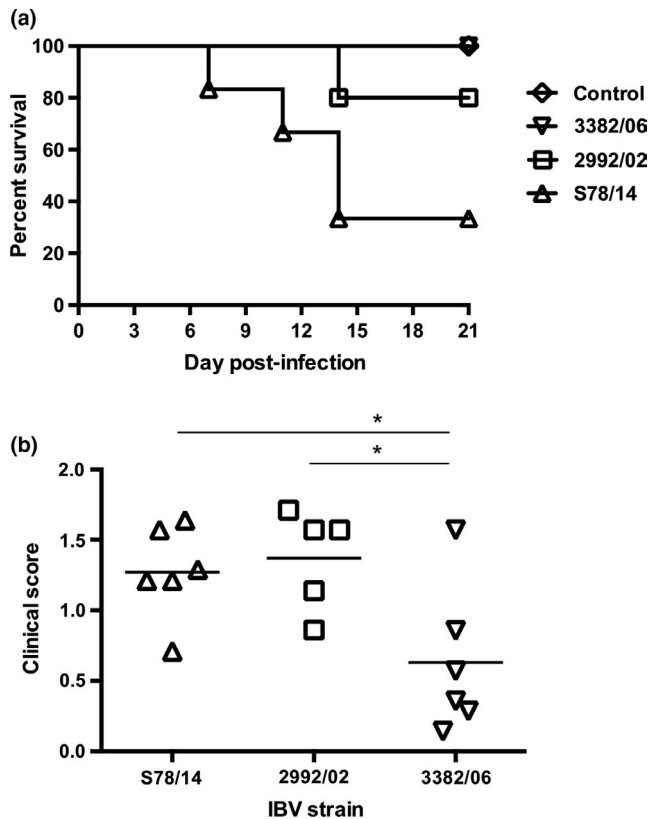 (a)
100
80
60
40
20
0
Percent survival
0 3 6 9 12 15 18 21
Day post-infection
Control
3382/06
2992/02
S78/14
(b)
*
*
2.0
1.5
1.0
0.5
0.0
Clinical score
S78/14 2992/02 3382/06
IBV strain